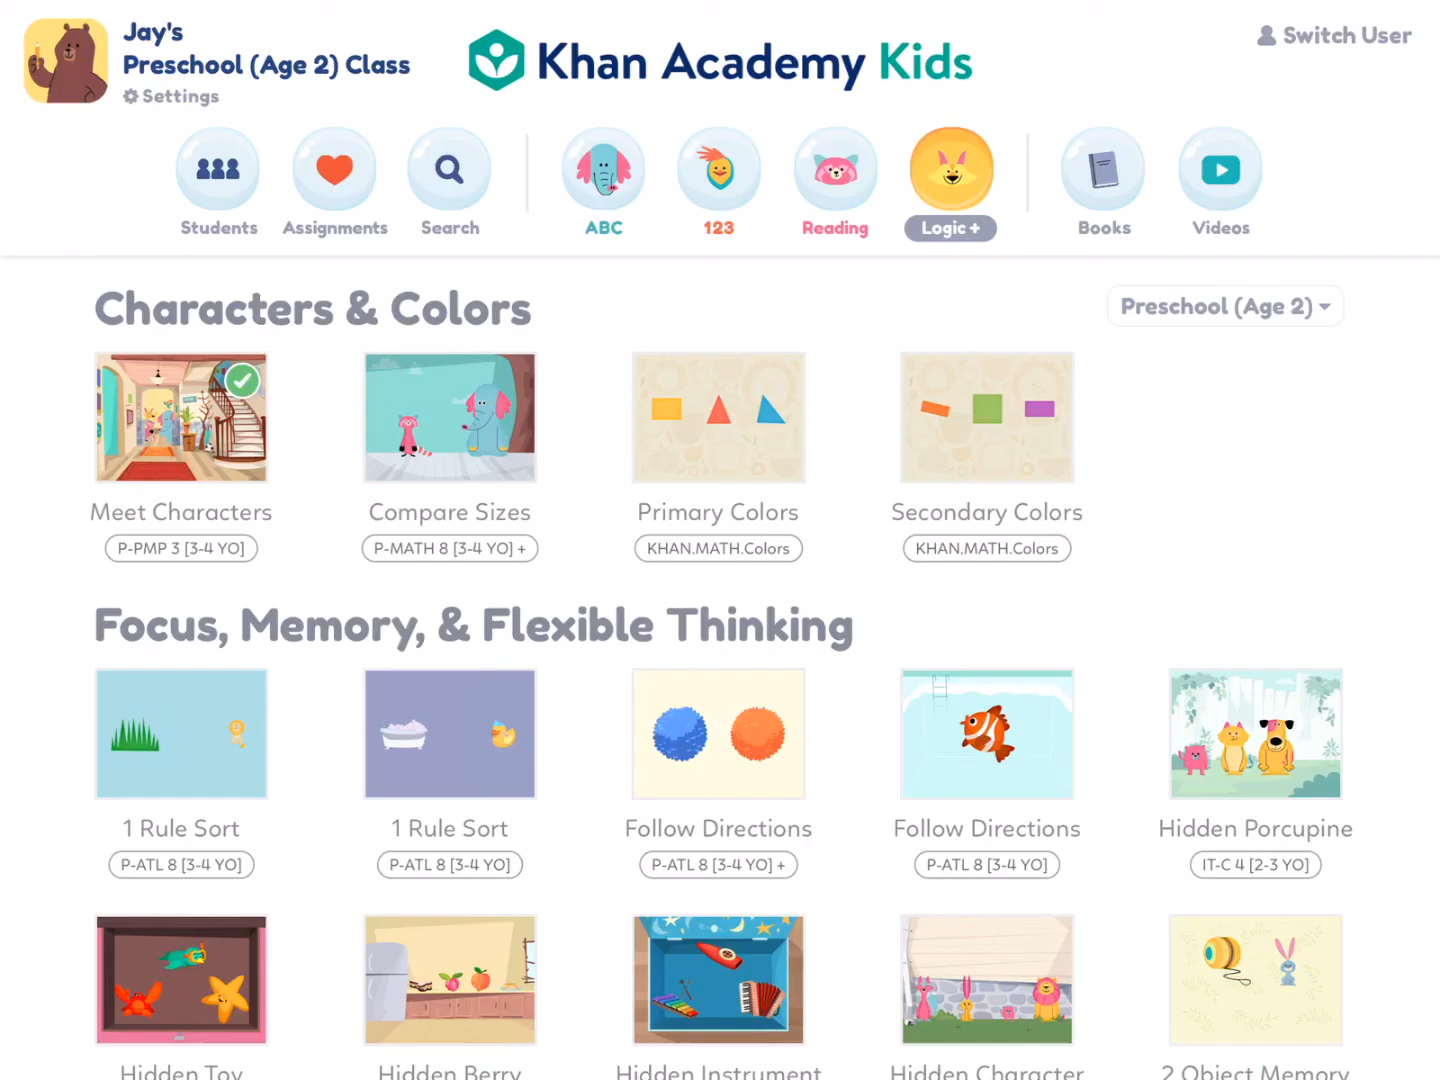 Jay's
Preschool (Age 2) Class
Settings
Khan Academy Kids
Switch User
Students
Assignments
Search
ABC
123
Reading
Logic +
Books
Videos
Characters & Colors
Preschool (Age 2)
Meet Characters
Compare Sizes
Primary Colors
Secondary Colors
P-PMP 3 [3-4 YO]
P-MATH 8 [3-4 YO] +
KHAN.MATH.Colors
KHAN.MATH.Colors
Focus, Memory, & Flexible Thinking
1 Rule Sort
1 Rule Sort
Follow Directions
Follow Directions
Hidden Porcupine
P-ATL 8 [3-4 YO]
P-ATL 8 [3-4 YO]
P-ATL 8 [3-4 YO] +
P-ATL 8 [3-4 YO]
IT-C 4 [2-3 YO]
Hidden Toy
Hidden Berry
Hidden Instrument
Hidden Character
2 Object Memory